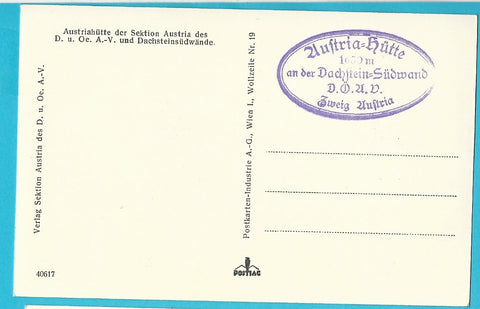 Austriahütte der Sektion Austria des
D. u. Oe. A.-V. und Dachsteinsüdwände.
Verlag Sektion Austria des D. u. Oe. A.-V.
40617
Postkarten-Industrie A.-G., Wien I., Wollzeile Nr. 19
POSTIAG
Austria-Hütte
m
an der Dachstein-Südwand
D.Ö.A.V.
Zweig Austria